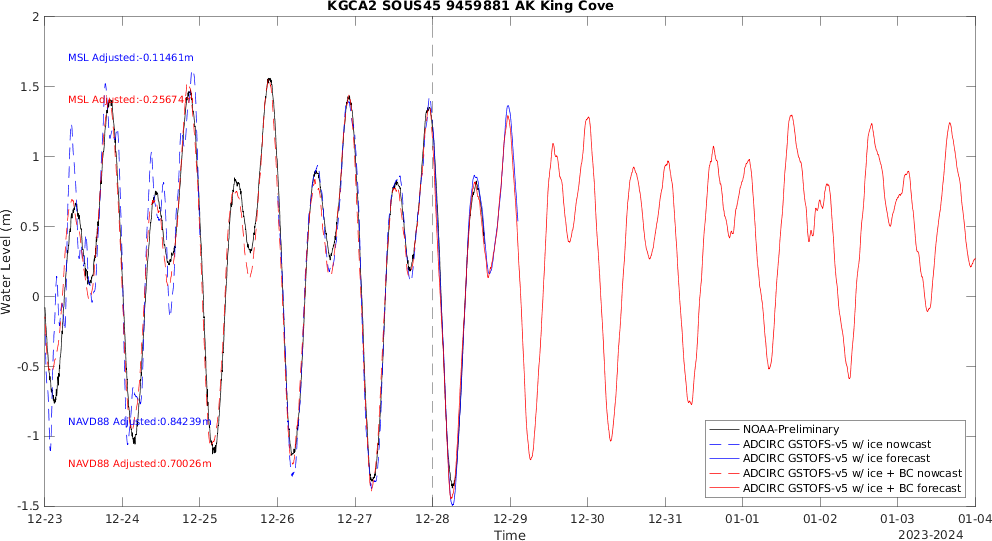 KGCA2 SOUS45 9459881 AK King Cove
2
1.5
1
0.5
0
-0.5
-1
-1.5
Water Level (m)
MSL Adjusted:-0.11461m
MSL Adjusted:-0.25674m
NAVD88 Adjusted:0.84239m
NAVD88 Adjusted:0.70026m
NOAA-Preliminary
ADCIRC GSTOFS-v5 w/ ice nowcast
ADCIRC GSTOFS-v5 w/ ice forecast
ADCIRC GSTOFS-v5 w/ ice + BC nowcast
ADCIRC GSTOFS-v5 w/ ice + BC forecast
12-23 12-24 12-25 12-26 12-27 12-28 12-29 12-30 12-31 01-01 01-02 01-03 01-04
Time
2023-2024